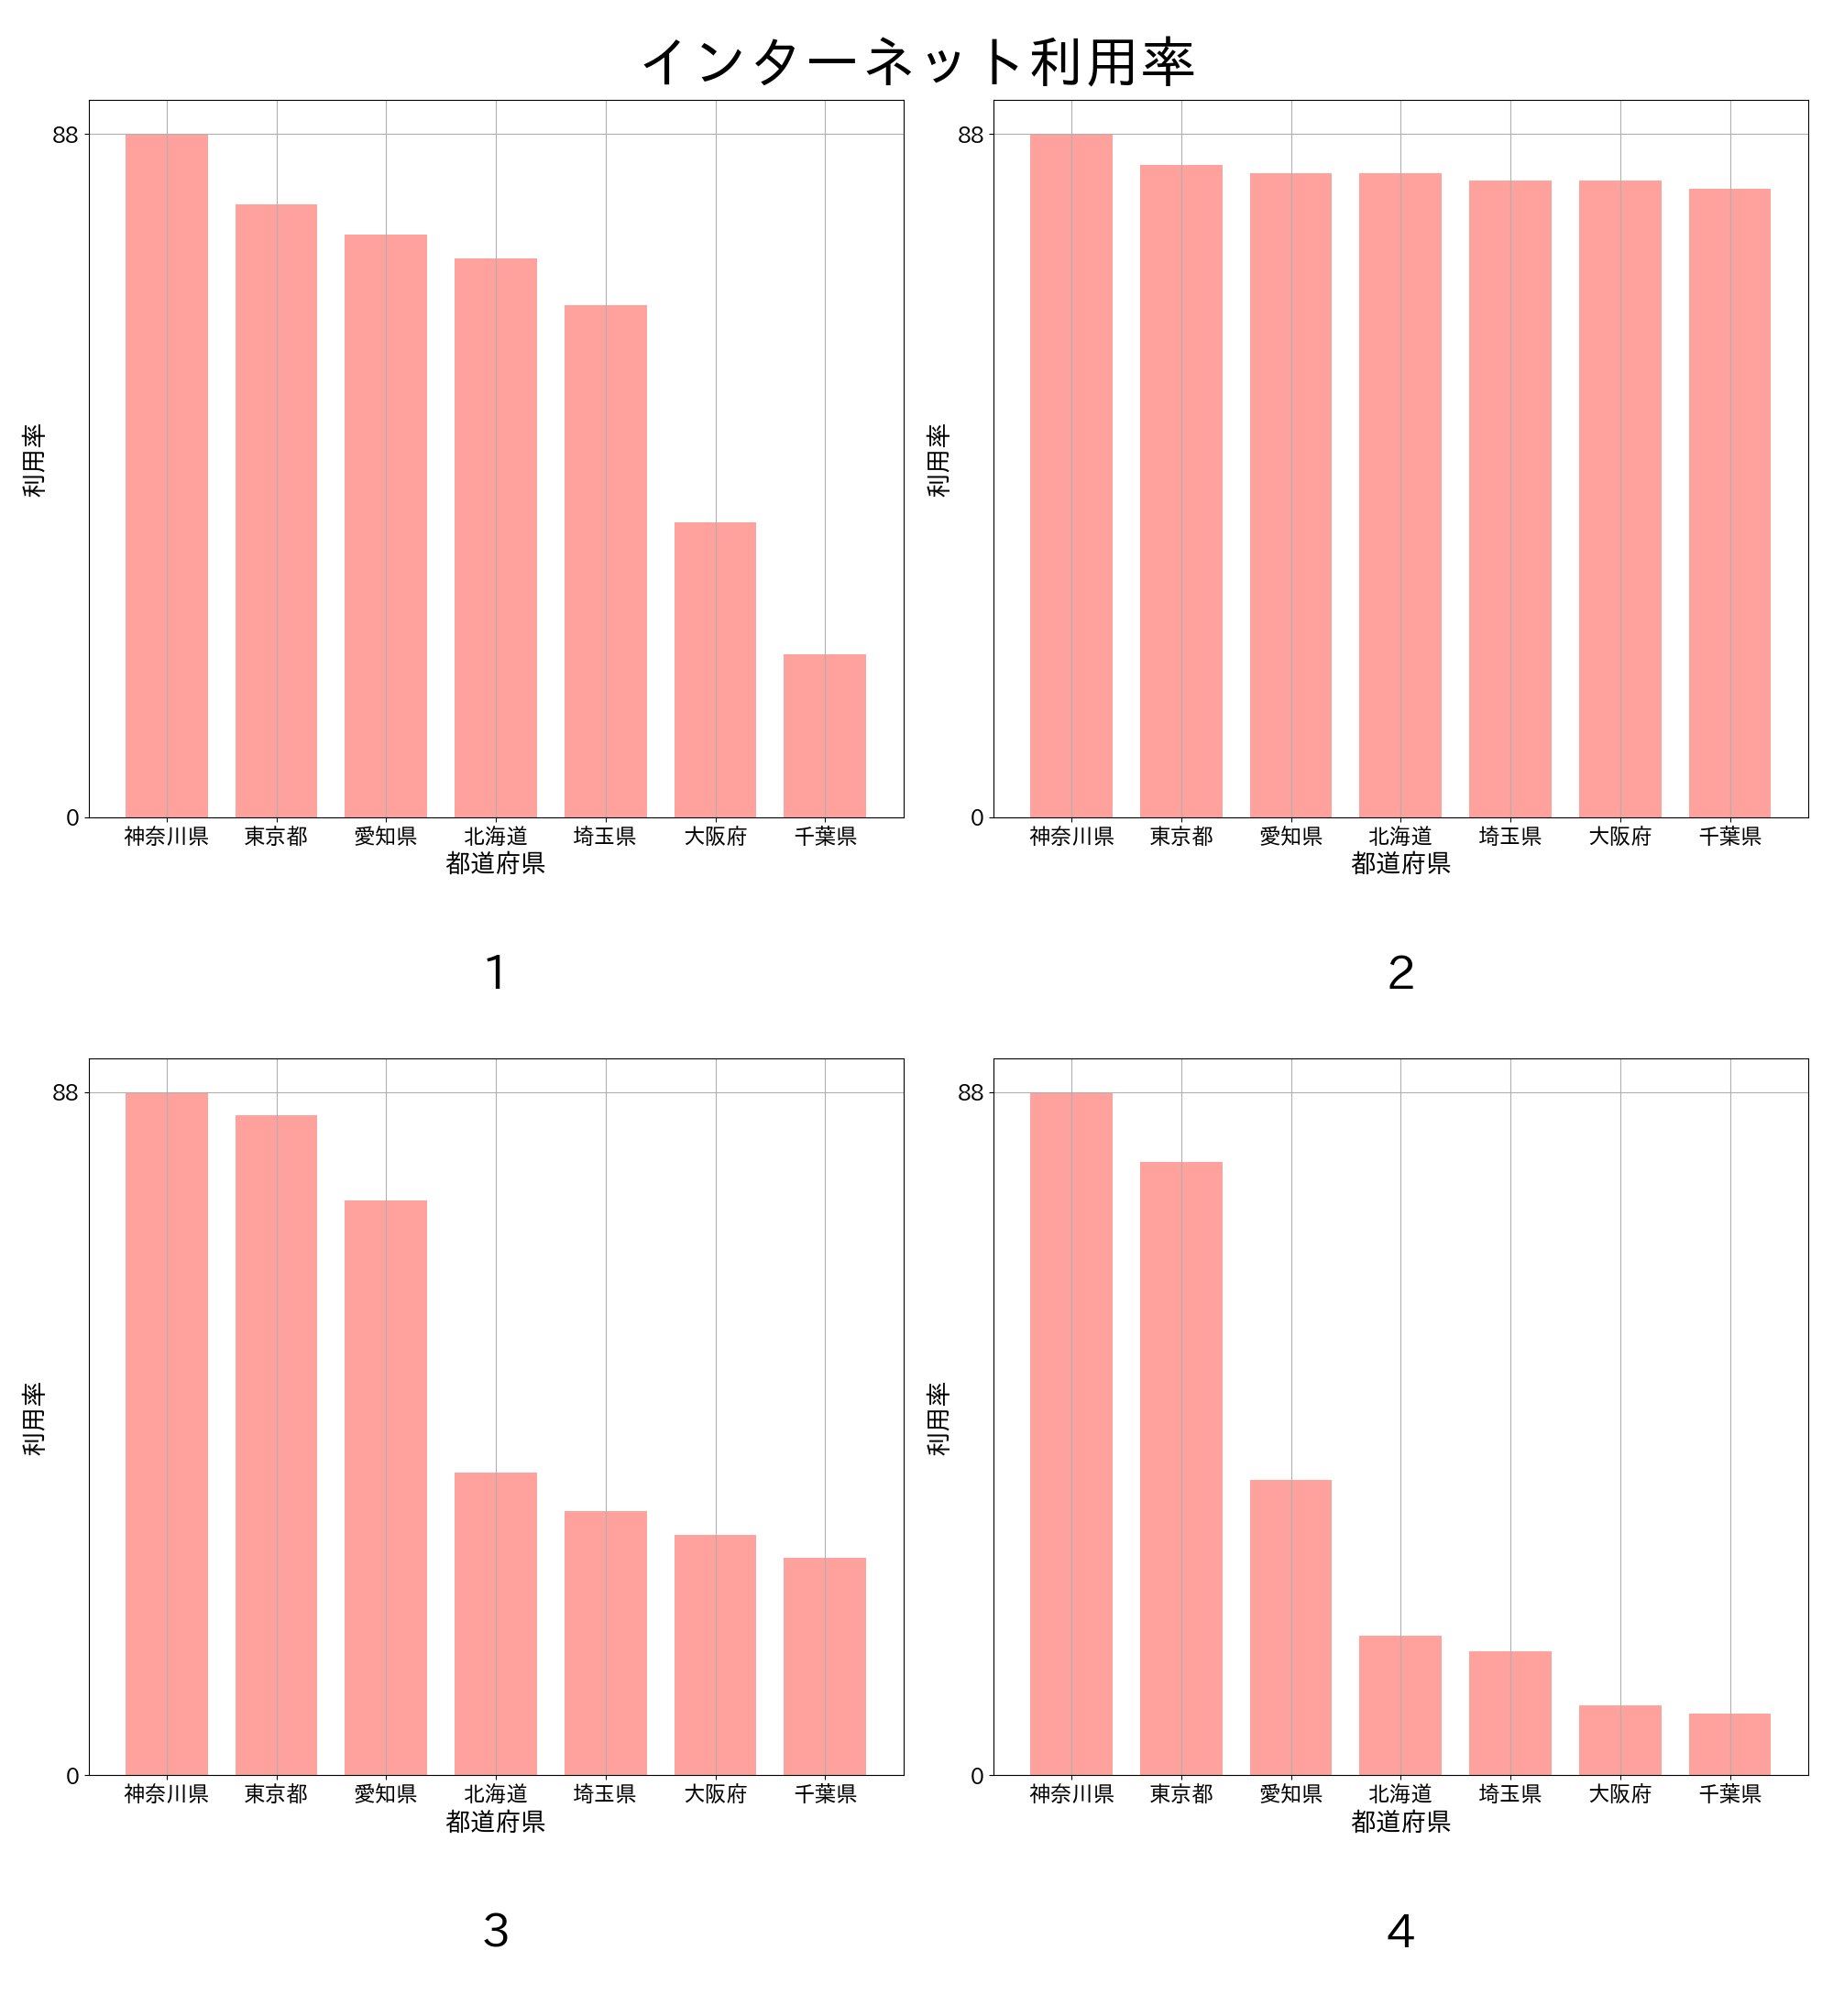 インターネット利用率
88
利用率
0
神奈川県 東京都 愛知県 北海道 埼玉県 大阪府 千葉県
都道府県
1
88
利用率
0
神奈川県 東京都 愛知県 北海道 埼玉県 大阪府 千葉県
都道府県
2
88
利用率
0
神奈川県 東京都 愛知県 北海道 埼玉県 大阪府 千葉県
都道府県
3
88
利用率
0
神奈川県 東京都 愛知県 北海道 埼玉県 大阪府 千葉県
都道府県
4